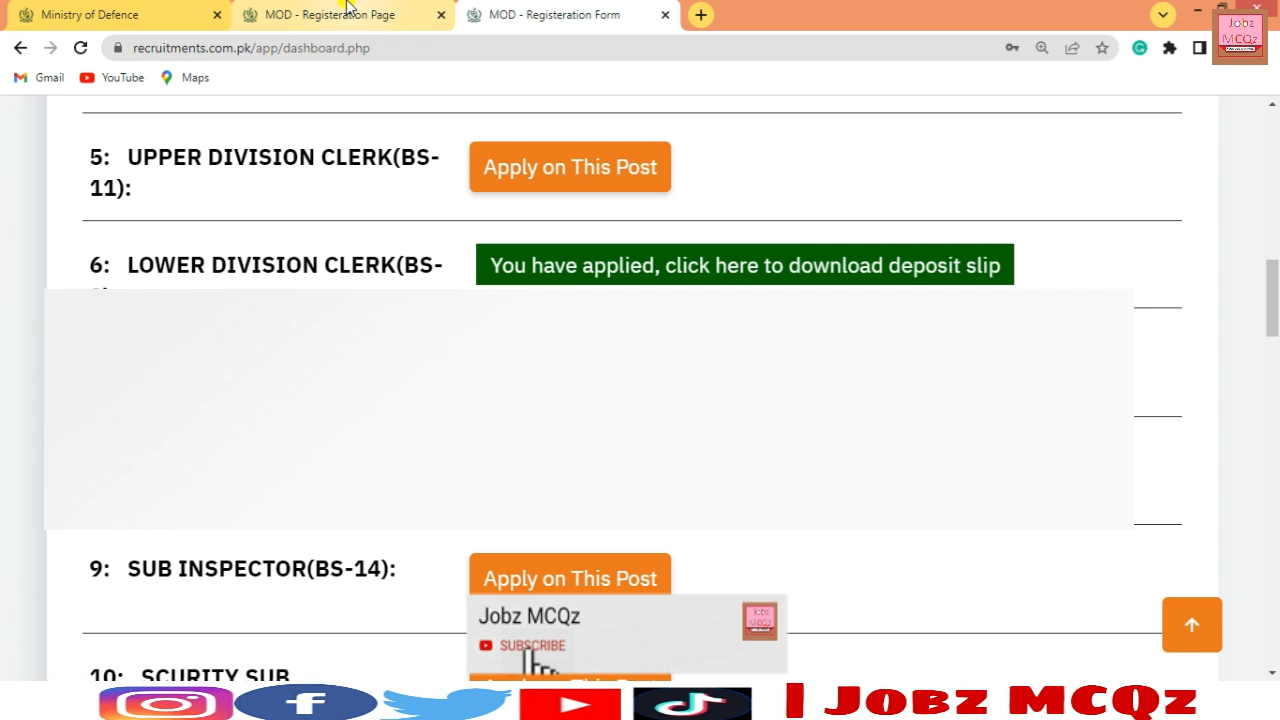 Ministry of Defence
MOD - Registeration Page
MOD - Registeration Form
recruitments.com.pk/app/dashboard.php
Jobz
MCQz
Gmail
YouTube
Maps
5: UPPER DIVISION CLERK(BS-
11):
Apply on This Post
6: LOWER DIVISION CLERK(BS-
You have applied, click here to download deposit slip
9: SUB INSPECTOR(BS-14):
Apply on This Post
Jobz MCQz
SUBSCRIBE
Jobz
MCQz
10: SCURITY SUB
| Jobz MCQz